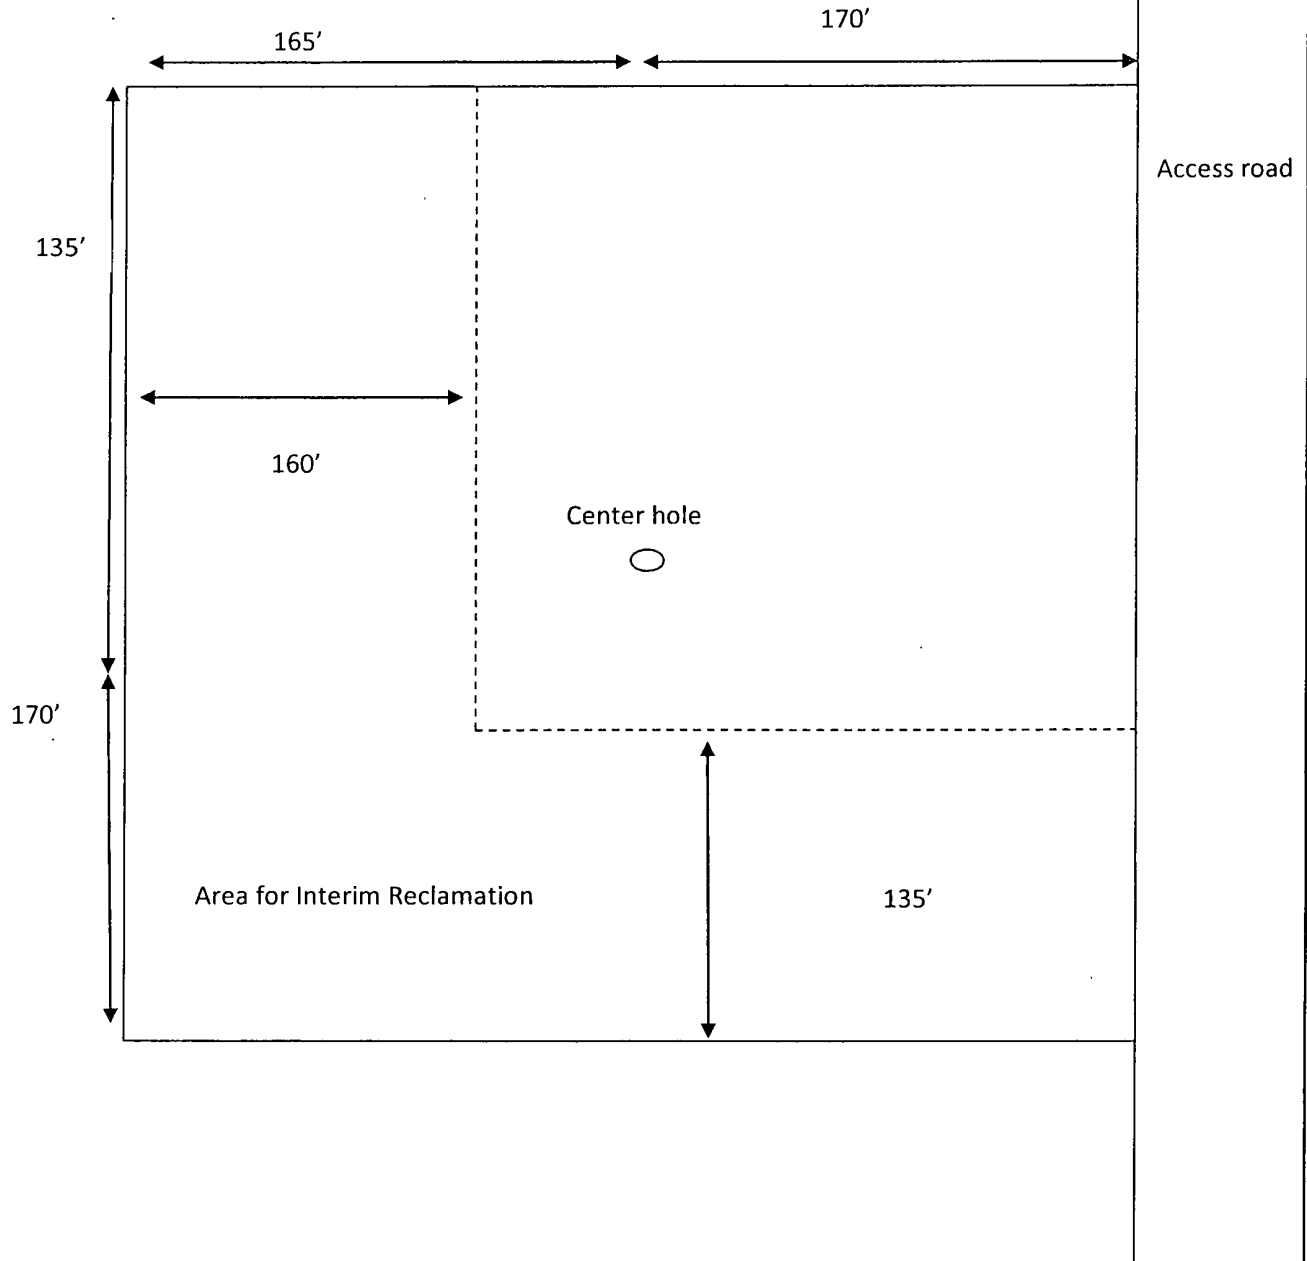 170’
165’
Access road
135’
160’
Center hole
170’
Area for Interim Reclamation
135’